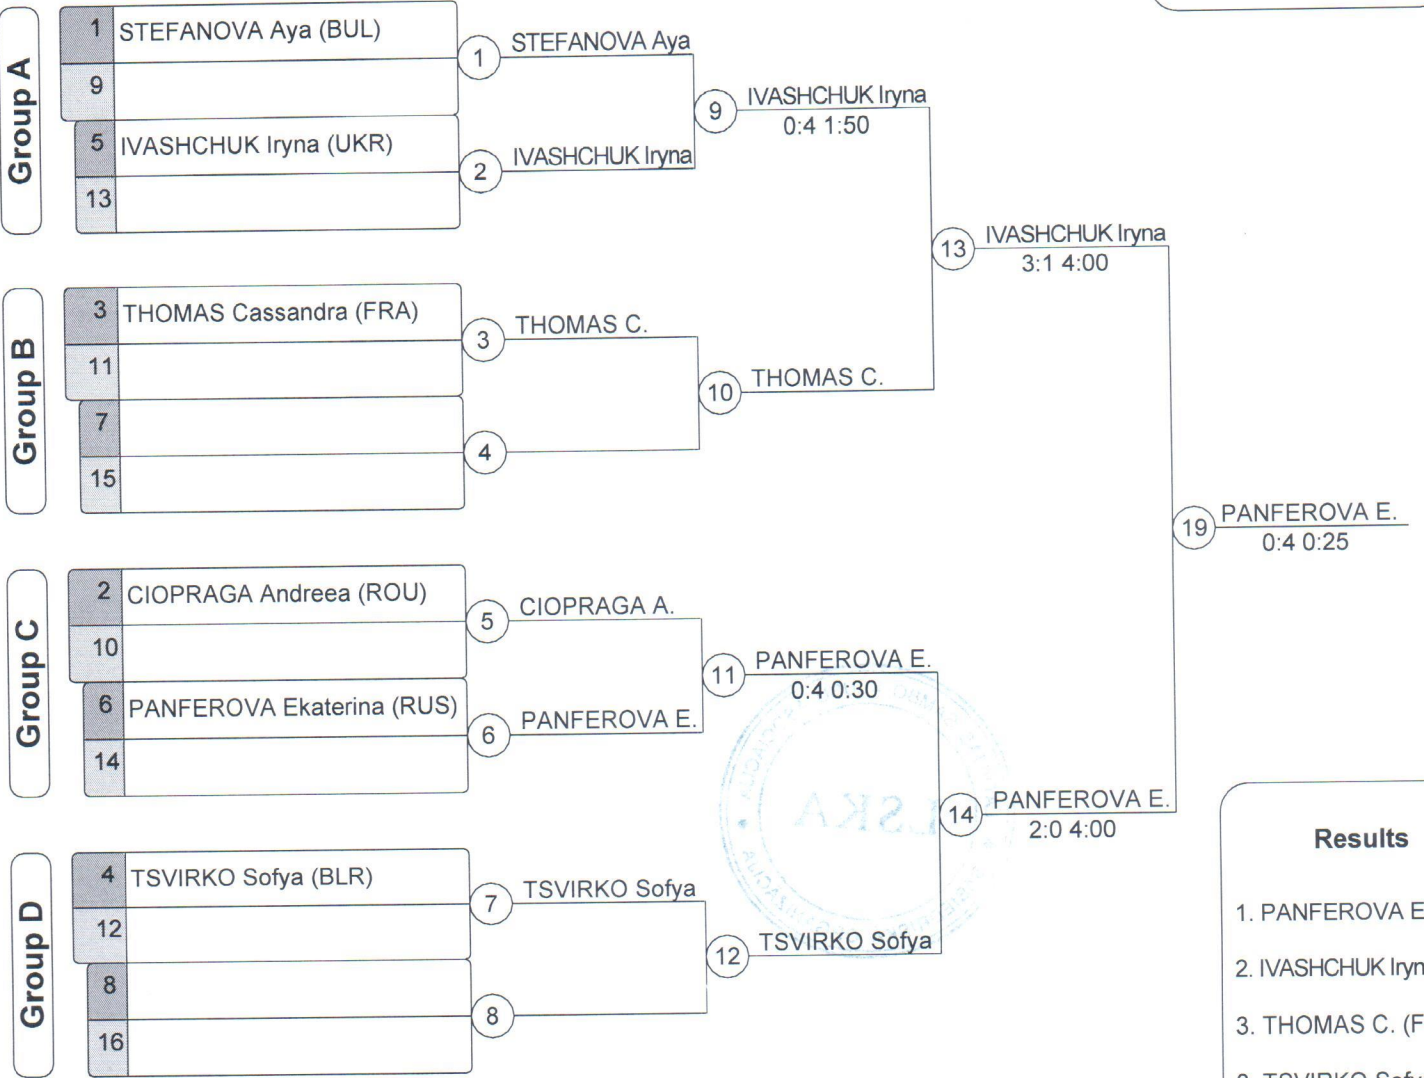 Group A
1 STEFANOVA Aya (BUL)
9
5 IVASHCHUK Iryna (UKR)
13
1 STEFANOVA Aya
2 IVASHCHUK Iryna
9 IVASHCHUK Iryna
0:4 1:50
13 IVASHCHUK Iryna
3:1 4:00
Group B
3 THOMAS Cassandra (FRA)
11
7
15
3 THOMAS C.
4
10 THOMAS C.
19 PANFEROVA E.
0:4 0:25
Group C
2 CIOPRAGA Andreea (ROU)
10
6 PANFEROVA Ekaterina (RUS)
14
5 CIOPRAGA A.
6 PANFEROVA E.
11 PANFEROVA E.
0:4 0:30
14 PANFEROVA E.
2:0 4:00
Group D
4 TSVIRKO Sofya (BLR)
12
8
16
7 TSVIRKO Sofya
8
12 TSVIRKO Sofya
Results
1. PANFEROVA E
2. IVASHCHUK Iryn
3. THOMAS C. (F